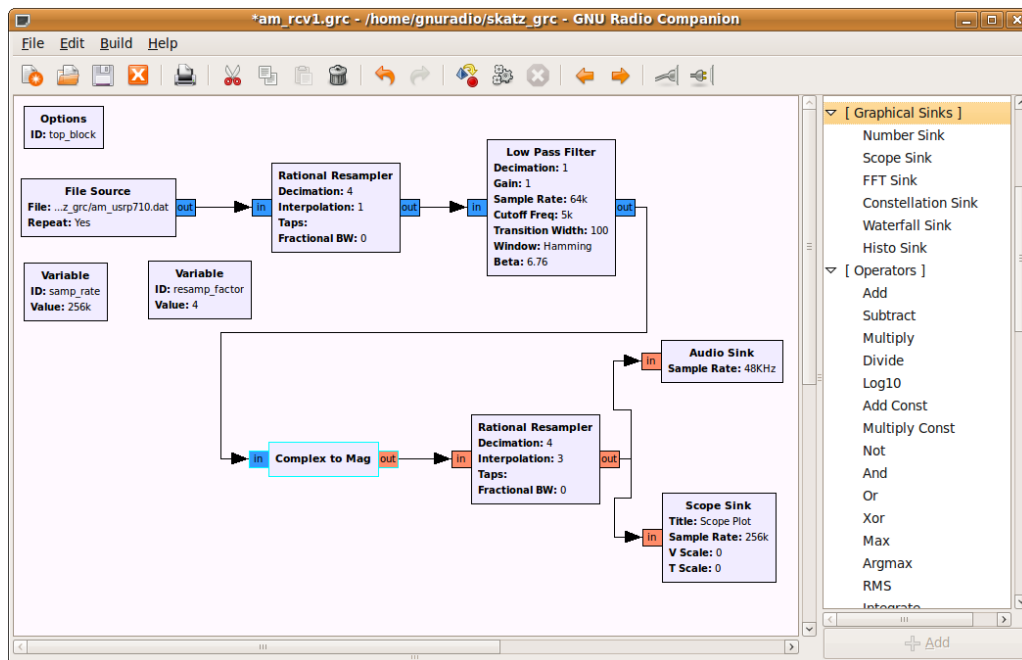 *am_rcv1.grc - /home/gnuradio/skatz_grc - GNU Radio Companion
File Edit Build Help
Options
ID: top_block
File Source
File: ...z_grc/am_usrp710.dat
Repeat: Yes
out
in
Rational Resampler
Decimation: 4
Interpolation: 1
Taps:
Fractional BW: 0
out
in
Low Pass Filter
Decimation: 1
Gain: 1
Sample Rate: 64k
Cutoff Freq: 5k
Transition Width: 100
Window: Hamming
Beta: 6.76
out
Variable
ID: samp_rate
Value: 256k
Variable
ID: resamp_factor
Value: 4
in
Complex to Mag
out
in
Rational Resampler
Decimation: 4
Interpolation: 3
Taps:
Fractional BW: 0
out
in
Audio Sink
Sample Rate: 48KHz
in
Scope Sink
Title: Scope Plot
Sample Rate: 256k
V Scale: 0
T Scale: 0
[ Graphical Sinks ]
Number Sink
Scope Sink
FFT Sink
Constellation Sink
Waterfall Sink
Histo Sink
[ Operators ]
Add
Subtract
Multiply
Divide
Log10
Add Const
Multiply Const
Not
And
Or
Xor
Max
Argmax
RMS
Integrate
Add